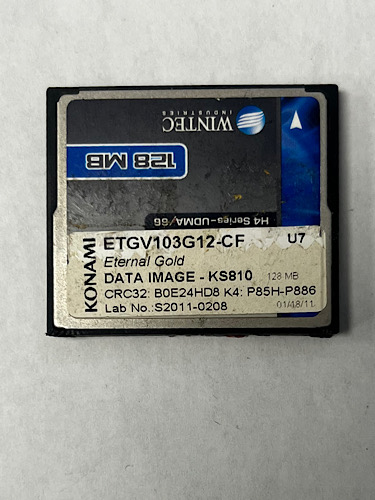 WINTEC
INDUSTRIES
128 MB
H4 Series-UDMA/66
KONAMI
ETGV103G12-CF U7
Eternal Gold
DATA IMAGE - KS810 128 MB
CRC32: B0E24HD8 K4: P85H-P886
Lab No.:S2011-0208 01/18/11